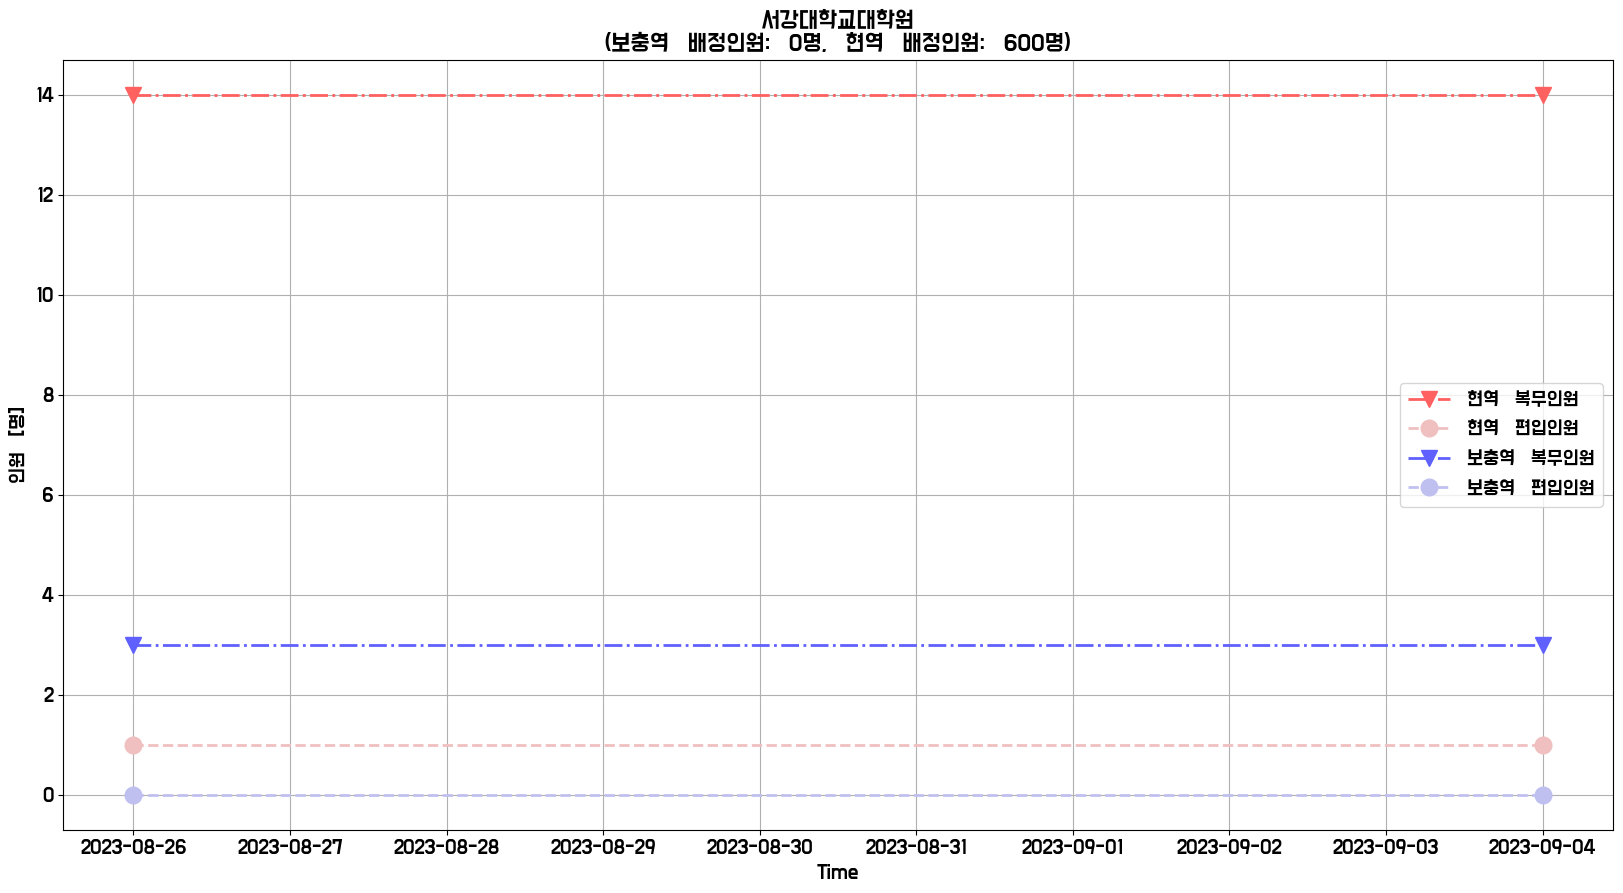 서강대학교대학원
(보충역 배정인원: 0명, 현역 배정인원: 600명)
14
12
10
8
6
4
2
0
인원 [명]
현역 복무인원
현역 편입인원
보충역 복무인원
보충역 편입인원
2023-08-26 2023-08-27 2023-08-28 2023-08-29 2023-08-30 2023-08-31 2023-09-01 2023-09-02 2023-09-03 2023-09-04
Time